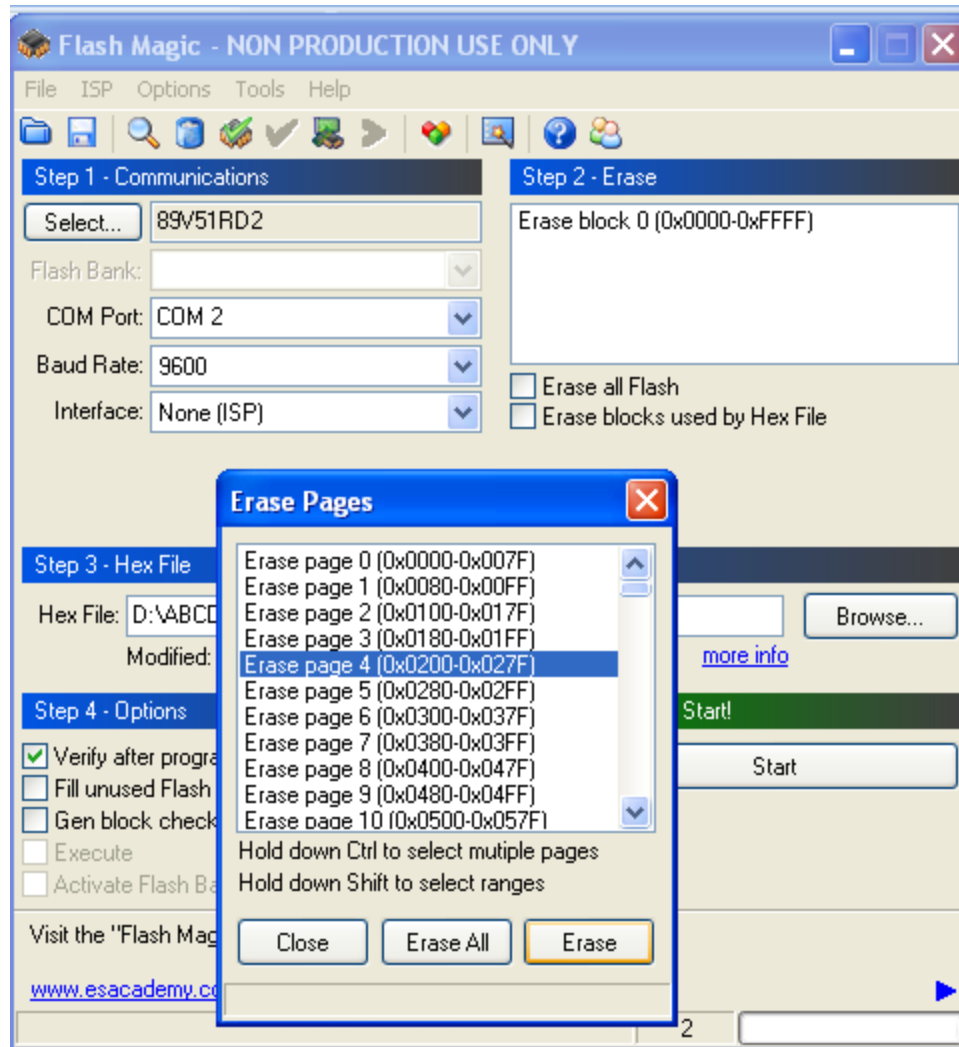 Flash Magic - NON PRODUCTION USE ONLY
File ISP Options Tools Help
Step 1 - Communications
Select... 89V51RD2
Flash Bank:
COM Port: COM 2
Baud Rate: 9600
Interface: None (ISP)
Step 2 - Erase
Erase block 0 (0x0000-0xFFFF)
Erase all Flash
Erase blocks used by Hex File
Step 3 - Hex File
Hex File: D:\ABCD
Browse...
Modified:
more info
Step 4 - Options
Verify after progra
Fill unused Flash
Gen block check
Execute
Activate Flash Ba
Start!
Start
Erase Pages
Erase page 0 (0x0000-0x007F)
Erase page 1 (0x0080-0x00FF)
Erase page 2 (0x0100-0x017F)
Erase page 3 (0x0180-0x01FF)
Erase page 4 (0x0200-0x027F)
Erase page 5 (0x0280-0x02FF)
Erase page 6 (0x0300-0x037F)
Erase page 7 (0x0380-0x03FF)
Erase page 8 (0x0400-0x047F)
Erase page 9 (0x0480-0x04FF)
Erase page 10 (0x0500-0x057F)
Hold down Ctrl to select mutiple pages
Hold down Shift to select ranges
Close Erase All Erase
Visit the "Flash Mag
www.esacademy.co
2